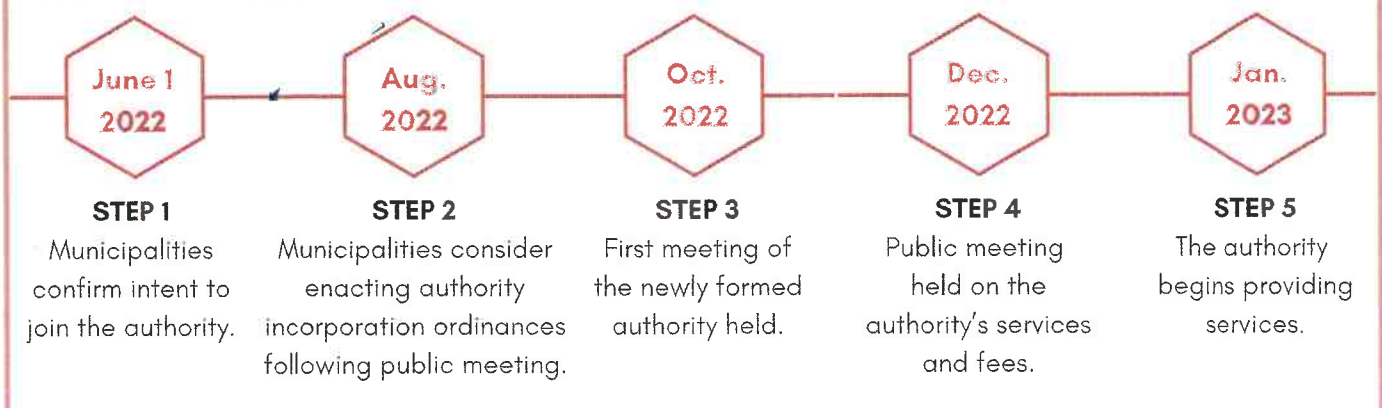 June 1
2022
STEP 1
Municipalities
confirm intent to
join the authority.
Aug.
2022
STEP 2
Municipalities consider
enacting authority
incorporation ordinances
following public meeting.
Oct.
2022
STEP 3
First meeting of
the newly formed
authority held.
Dec.
2022
STEP 4
Public meeting
held on the
authority's services
and fees.
Jan.
2023
STEP 5
The authority
begins providing
services.